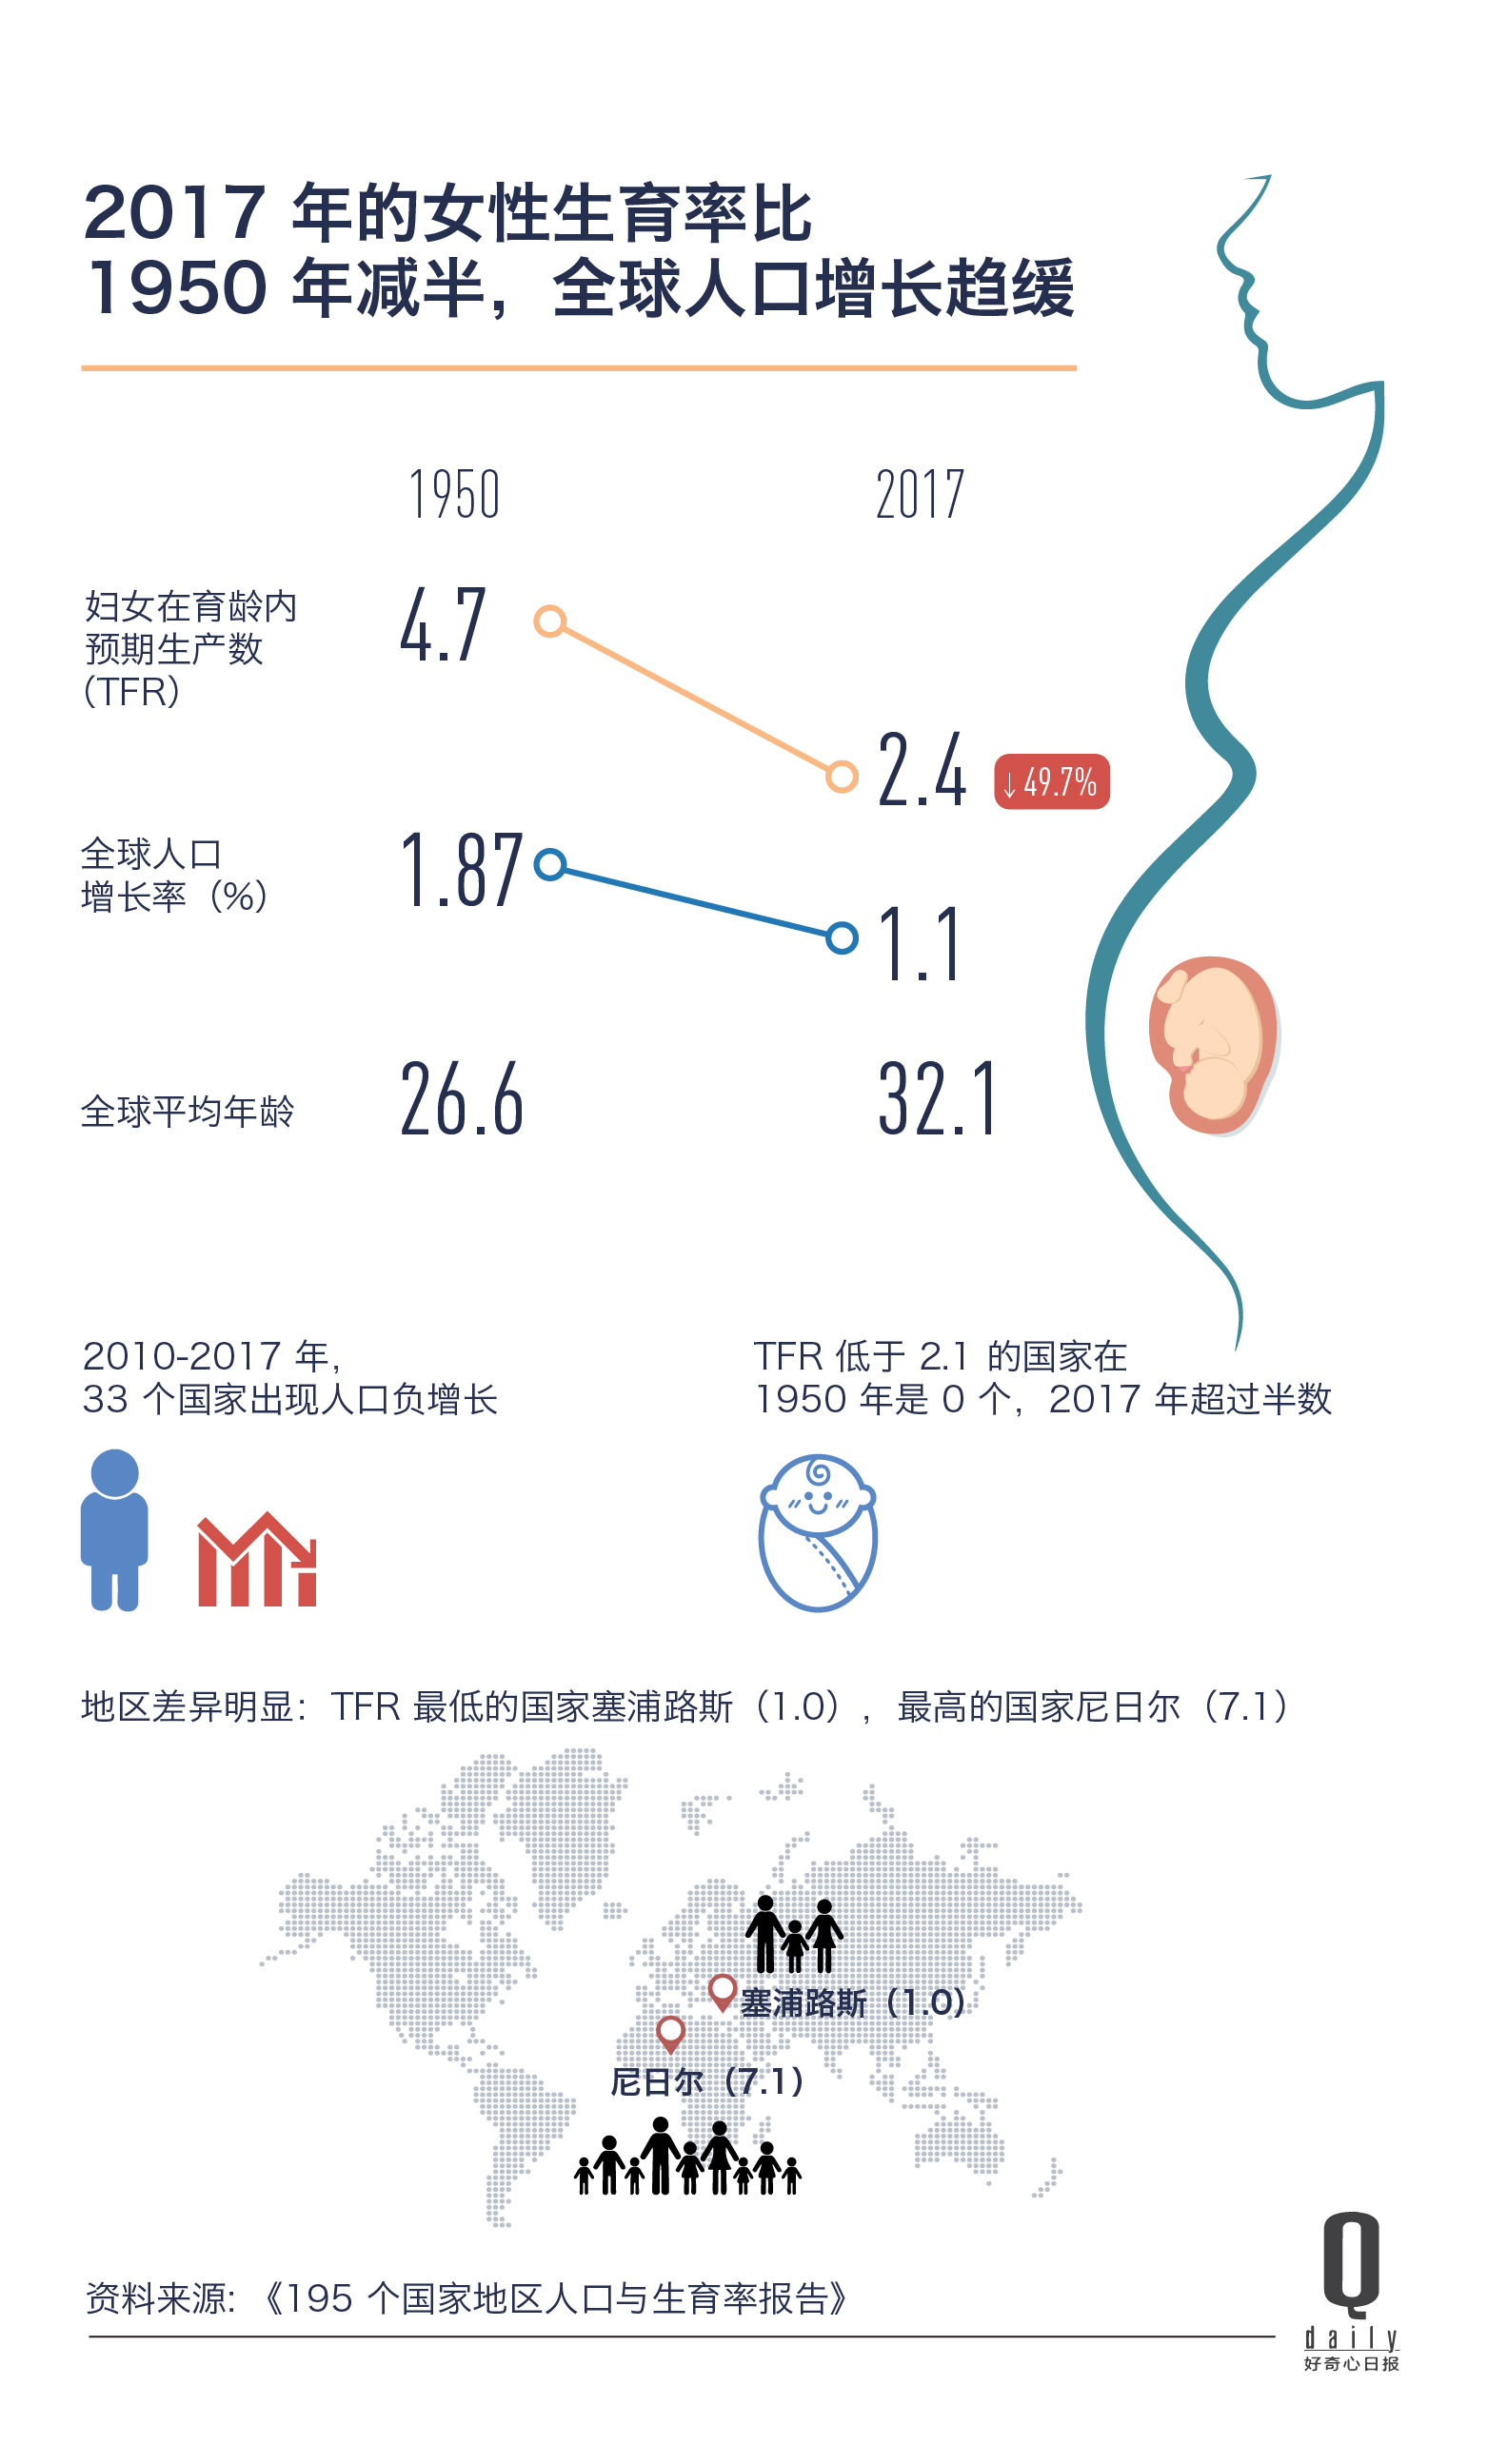 2017 年的女性生育率比
1950 年减半，全球人口增长趋缓
1950
2017
妇女在育龄内
预期生产数
（TFR）
4.7
2.4
↓ 49.7%
全球人口
增长率（%）
1.87
1.1
全球平均年龄
26.6
32.1
2010-2017 年，
33 个国家出现人口负增长
TFR 低于 2.1 的国家在
1950 年是 0 个，2017 年超过半数
地区差异明显：TFR 最低的国家塞浦路斯（1.0），最高的国家尼日尔（7.1）
塞浦路斯（1.0）
尼日尔（7.1）
资料来源：《195 个国家地区人口与生育率报告》
Q
daily
好奇心日报